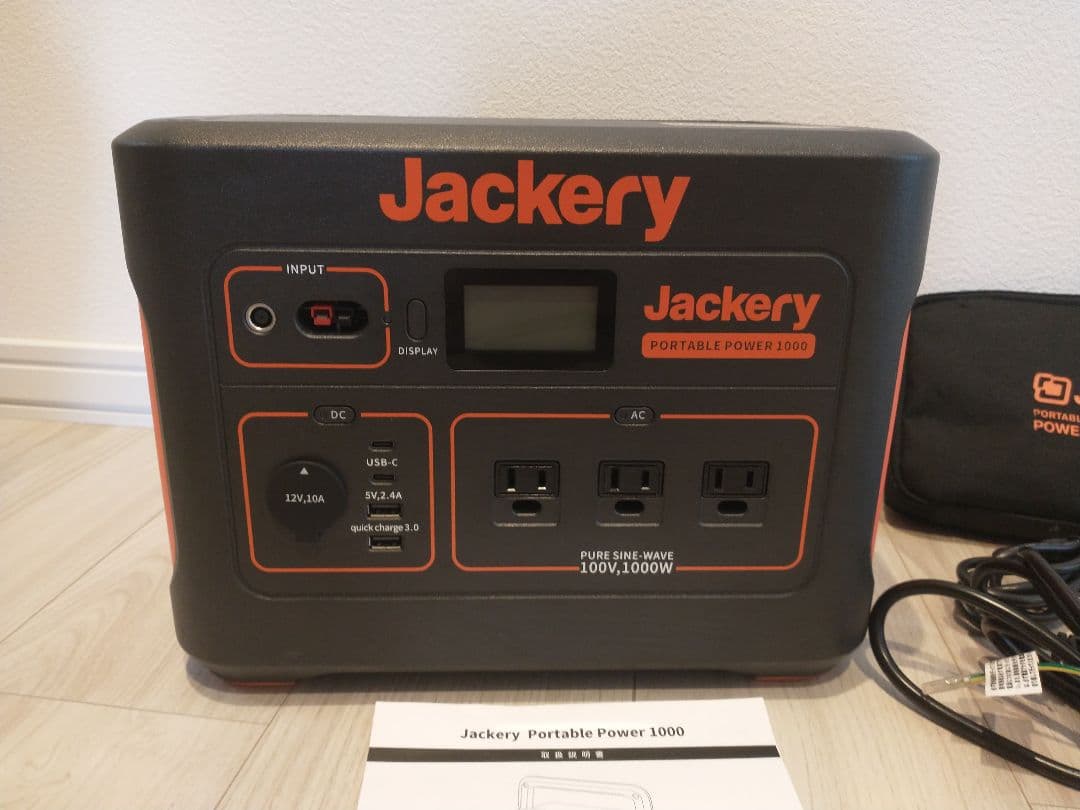 Jackery
INPUT
DISPLAY
Jackery
PORTABLE POWER 1000
DC
USB-C
12V,10A
5V,2.4A
quick charge 3.0
AC
PURE SINE-WAVE
100V,1000W
POWE
Jackery Portable Power 1000
取扱説明書